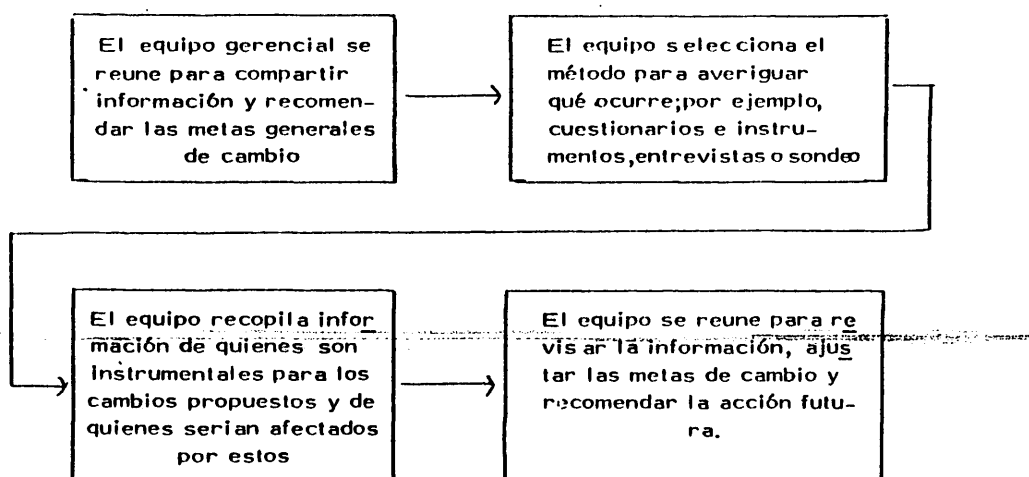 El equipo gerencial se
reune para compartir
información y recomen-
dar las metas generales
de cambio
El equipo selecciona el
método para averiguar
qué ocurre; por ejemplo,
cuestionarios e instru-
mentos, entrevistas o sondeo
El equipo recopila infor
mación de quienes son
instrumentales para los
cambios propuestos y de
quienes serian afectados
por estos
El equipo se reune para re
visar la información, ajus
tar las metas de cambio y
recomendar la acción futu-
ra.